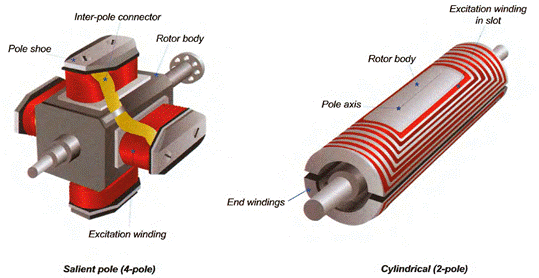 Inter-pole connector
Pole shoe
Rotor body
Excitation winding
Salient pole (4-pole)
Excitation winding
in slot
Rotor body
Pole axis
End windings
Cylindrical (2-pole)